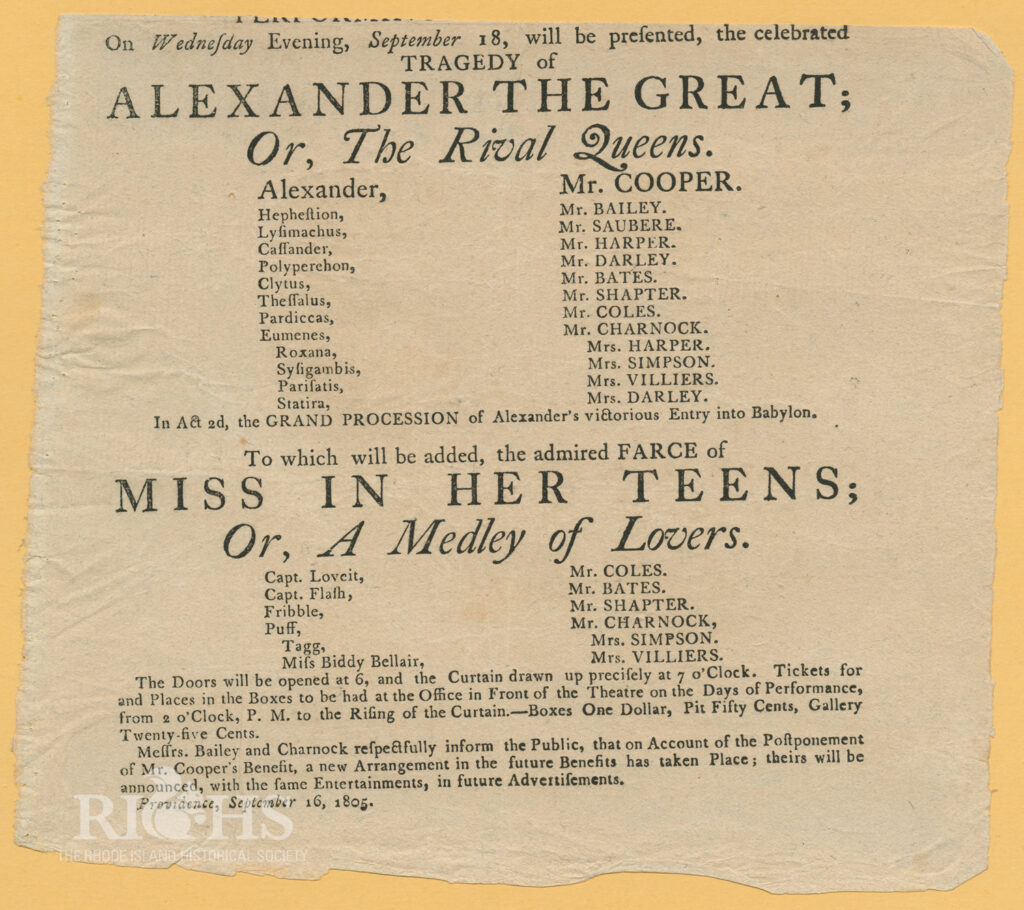 On Wedneſday Evening, September 18, will be preſented, the celebrated
TRAGEDY of
ALEXANDER THE GREAT;
Or, The Rival Queens.
Alexander, Mr. COOPER.
Hepheſtion, Mr. BAILEY.
Lyſimachus, Mr. SAUBERE.
Caſſander, Mr. HARPER.
Polyperchon, Mr. DARLEY.
Clytus, Mr. BATES.
Theſſalus, Mr. SHAPTER.
Pardiccas, Mr. COLES.
Eumenes, Mr. CHARNOCK.
Roxana, Mrs. HARPER.
Syſigambis, Mrs. SIMPSON.
Pariſatis, Mrs. VILLIERS.
Statira, Mrs. DARLEY.
In Act 2d, the GRAND PROCESSION of Alexander's victorious Entry into Babylon.
To which will be added, the admired FARCE of
MISS IN HER TEENS;
Or, A Medley of Lovers.
Capt. Loveit, Mr. COLES.
Capt. Flaſh, Mr. BATES.
Fribble, Mr. SHAPTER.
Puff, Mr. CHARNOCK,
Tagg, Mrs. SIMPSON.
Miſs Biddy Bellair, Mrs. VILLIERS.
The Doors will be opened at 6, and the Curtain drawn up preciſely at 7 o'Clock. Tickets for
and Places in the Boxes to be had at the Office in Front of the Theatre on the Days of Performance,
from 2 o'Clock, P. M. to the Riſing of the Curtain.—Boxes One Dollar, Pit Fifty Cents, Gallery
Twenty-five Cents.
Meſſrs. Bailey and Charnock reſpectfully inform the Public, that on Account of the Poſtponement
of Mr. Cooper's Benefit, a new Arrangement in the future Benefits has taken Place; theirs will be
announced, with the ſame Entertainments, in future Advertiſements.
Providence, September 16, 1805.
RIHS
THE RHODE ISLAND HISTORICAL SOCIETY